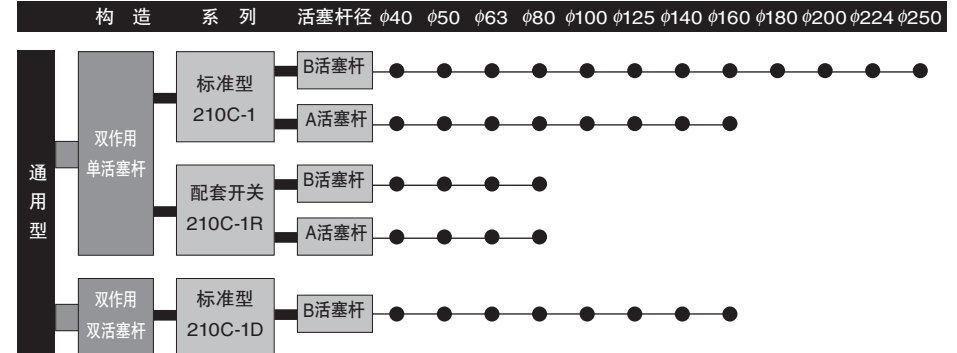 构 造 系 列 活塞杆径 φ40 φ50 φ63 φ80 φ100 φ125 φ140 φ160 φ180 φ200 φ224 φ250
通用型
双作用
单活塞杆
标准型
210C-1
B活塞杆
A活塞杆
配套开关
210C-1R
B活塞杆
A活塞杆
双作用
双活塞杆
标准型
210C-1D
B活塞杆